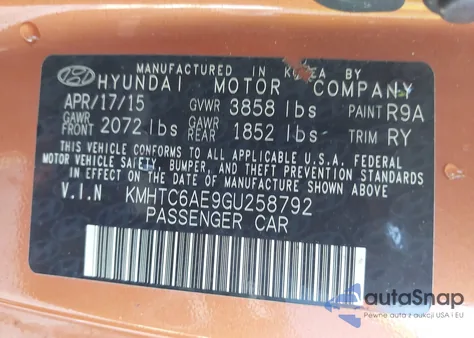 MANUFACTURED IN KOREA BY
HYUNDAI MOTOR COMPANY
APR/17/15 GVWR 3858 lbs PAINT R9A
GAWR FRONT 2072 lbs GAWR REAR 1852 lbs TRIM RY
THIS VEHICLE CONFORMS TO ALL APPLICABLE U.S.A. FEDERAL
MOTOR VEHICLE SAFETY, BUMPER, AND THEFT PREVENTION STANDARDS
IN EFFECT ON THE DATE OF MANUFACTURE SHOWN ABOVE
V.I.N KMHTC6AE9GU258792
PASSENGER CAR
autoSnap
Pewne auta z aukcji USA i EU